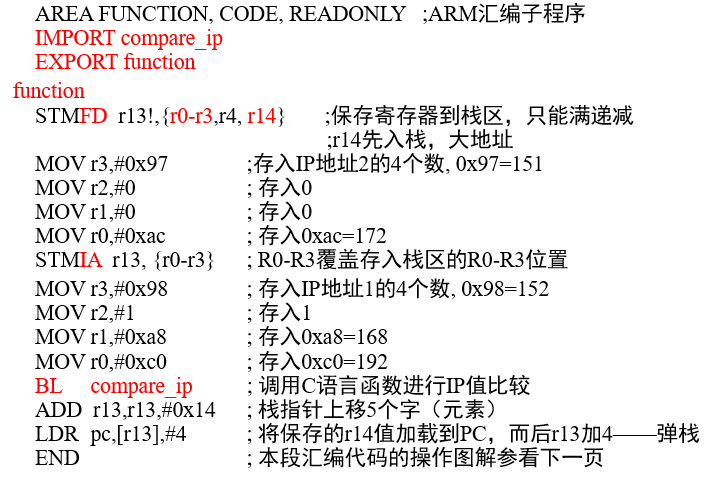 AREA FUNCTION, CODE, READONLY ;ARM汇编子程序
IMPORT compare_ip
EXPORT function
function
STMFD r13!,{r0-r3,r4, r14} ;保存寄存器到栈区，只能满递减
;r14先入栈，大地址
MOV r3,#0x97 ;存入IP地址2的4个数, 0x97=151
MOV r2,#0 ; 存入0
MOV r1,#0 ; 存入0
MOV r0,#0xac ; 存入0xac=172
STMIA r13, {r0-r3} ; R0-R3覆盖存入栈区的R0-R3位置
MOV r3,#0x98 ; 存入IP地址1的4个数, 0x98=152
MOV r2,#1 ; 存入1
MOV r1,#0xa8 ; 存入0xa8=168
MOV r0,#0xc0 ; 存入0xc0=192
BL compare_ip ; 调用C语言函数进行IP值比较
ADD r13,r13,#0x14 ; 栈指针上移5个字（元素）
LDR pc,[r13],#4 ; 将保存的r14值加载到PC，而后r13加4——弹栈
END ; 本段汇编代码的操作图解参看下一页